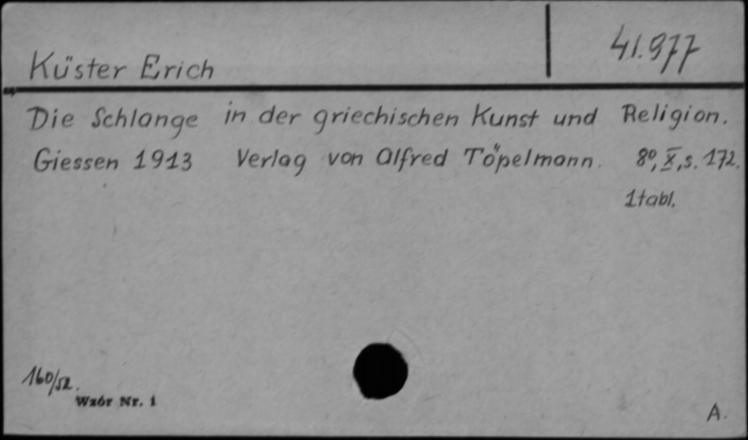 Küster Erich
41.977
Die Schlange in der griechischen Kunst und Religion.
Giessen 1913 Verlag von Alfred Töpelmann. 8º, X, s. 172.
1 tabl.
160/52.
Wzór Nr. 1
A.